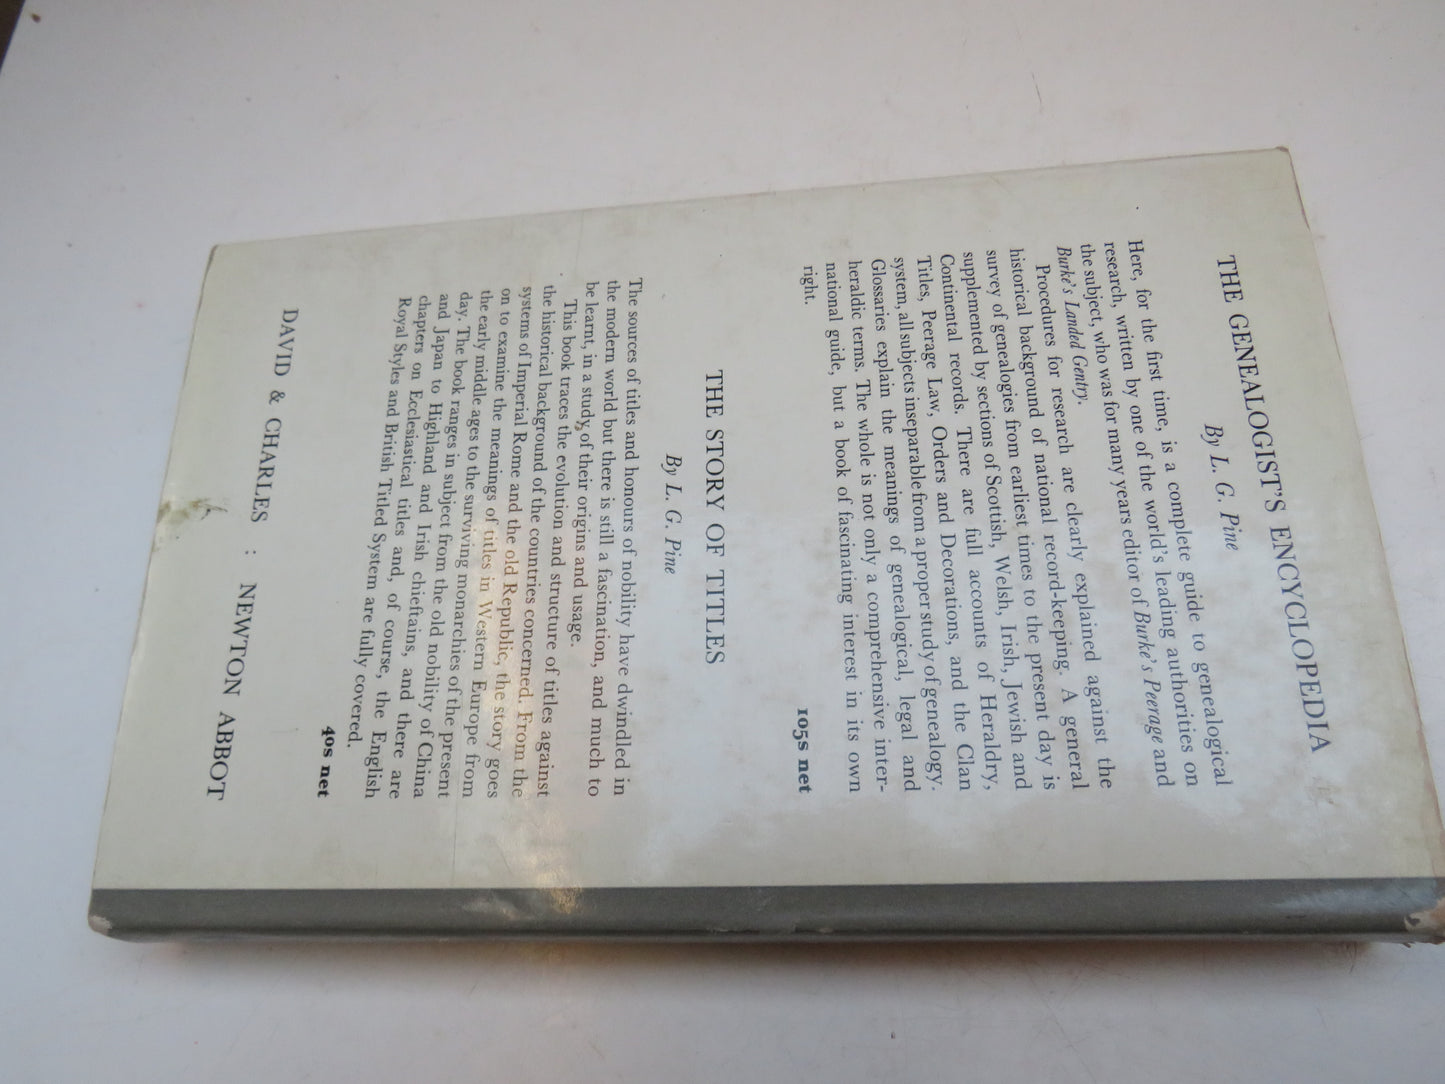 THE GENEALOGIST'S ENCYCLOPEDIA
By L. G. Pine
Here, for the first time, is a complete guide to genealogical
research, written by one of the world's leading authorities on
the subject, who was for many years editor of Burke's Peerage and
Burke's Landed Gentry.
Procedures for research are clearly explained against the
historical background of national record-keeping. A general
survey of genealogies from earliest times to the present day is
supplemented by sections of Scottish, Welsh, Irish, Jewish and
Continental records. There are full accounts of Heraldry,
Titles, Peerage Law, Orders and Decorations, and the Clan
system, all subjects inseparable from a proper study of genealogy.
Glossaries explain the meanings of genealogical, legal and
heraldic terms. The whole is not only a comprehensive inter-
national guide, but a book of fascinating interest in its own
right.
105s net
THE STORY OF TITLES
By L. G. Pine
The sources of titles and honours of nobility have dwindled in
the modern world but there is still a fascination, and much to
be learnt, in a study of their origins and usage.
This book traces the evolution and structure of titles against
the historical background of the countries concerned. From the
systems of Imperial Rome and the old Republic, the story goes
on to examine the meanings of titles in Western Europe from
the early middle ages to the surviving monarchies of the present
day. The book ranges in subject from the old nobility of China
and Japan to Highland and Irish chieftains, and there are
chapters on Ecclesiastical titles and, of course, the English
Royal Styles and British Titled System are fully covered.
40s net
DAVID & CHARLES : NEWTON ABBOT